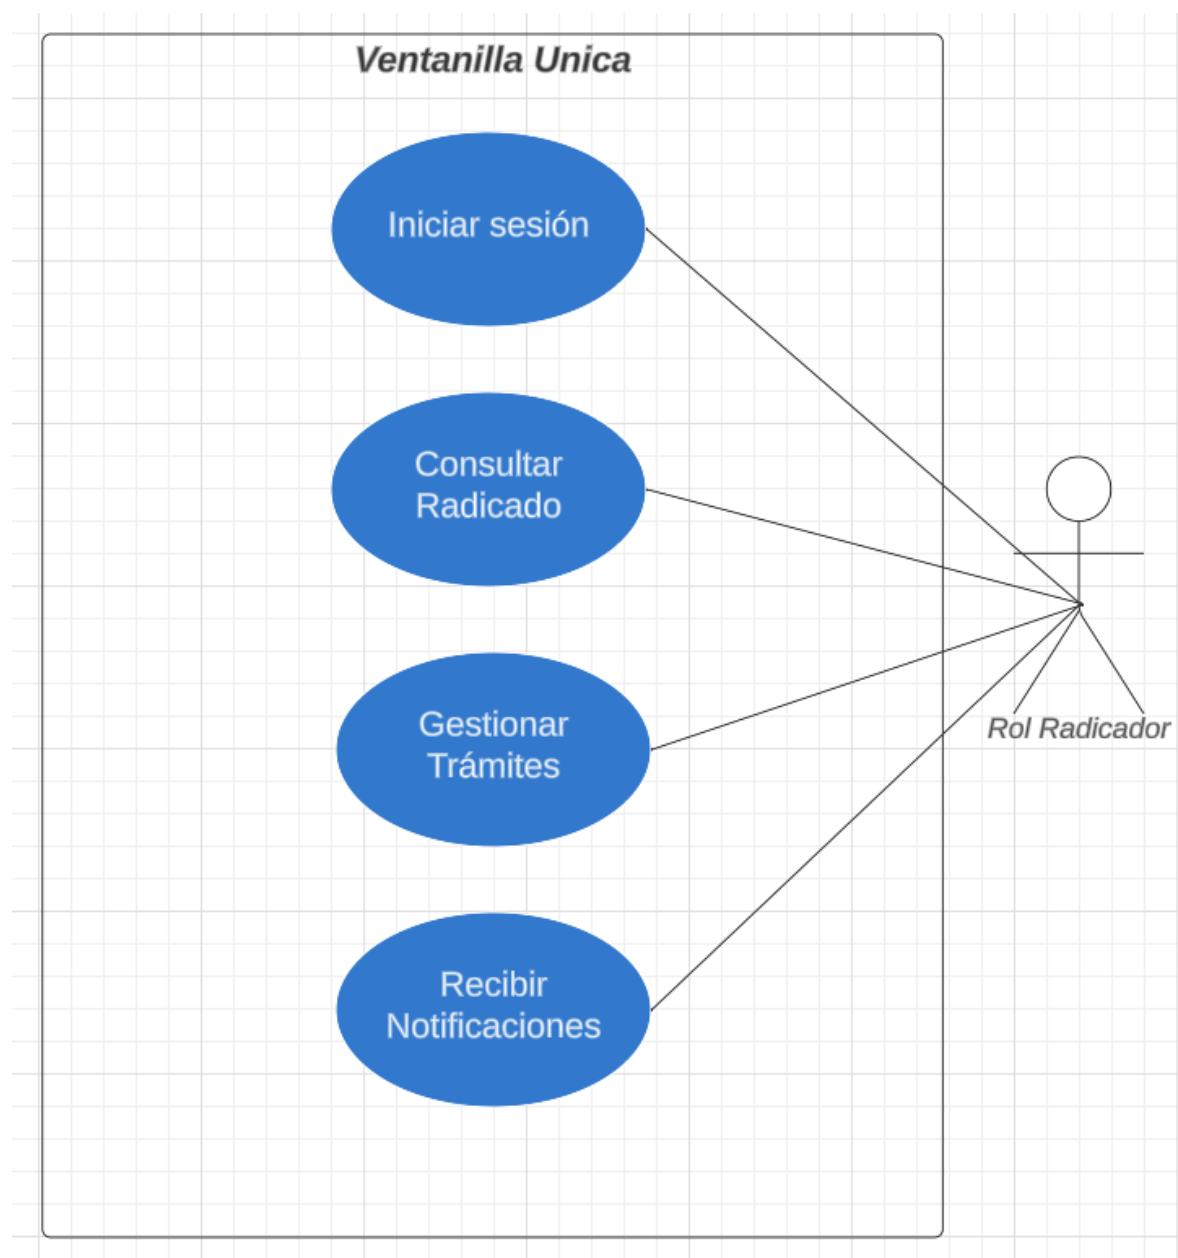 Ventanilla Unica
Iniciar sesión
Consultar
Radicado
Gestionar
Trámites
Rol Radicador
Recibir
Notificaciones